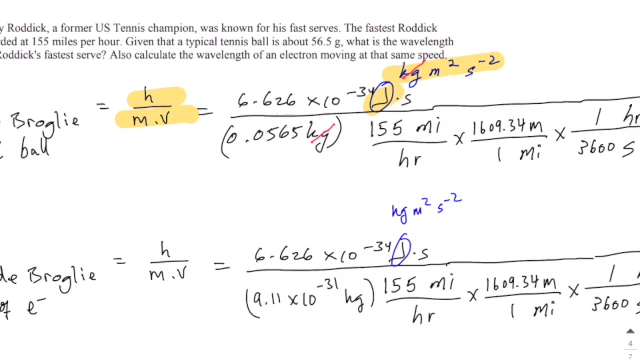 y Roddick, a former US Tennis champion, was known for his fast serves. The fastest Roddick
rded at 155 miles per hour. Given that a typical tennis ball is about 56.5 g, what is the wavelength
Roddick's fastest serve? Also calculate the wavelength of an electron moving at that same speed.
kg m² s⁻²
Broglie = h / m.v = 6.626 × 10⁻³⁴ J · s / (0.0565 kg) 155 mi / hr × 1609.34 m / 1 mi × 1 hr / 3600 s
ball
kg m² s⁻²
de Broglie = h / m.v = 6.626 × 10⁻³⁴ J · s / (9.11 × 10⁻³¹ kg) 155 mi / hr × 1609.34 m / 1 mi × 1 / 3600 s
of e⁻
4
7